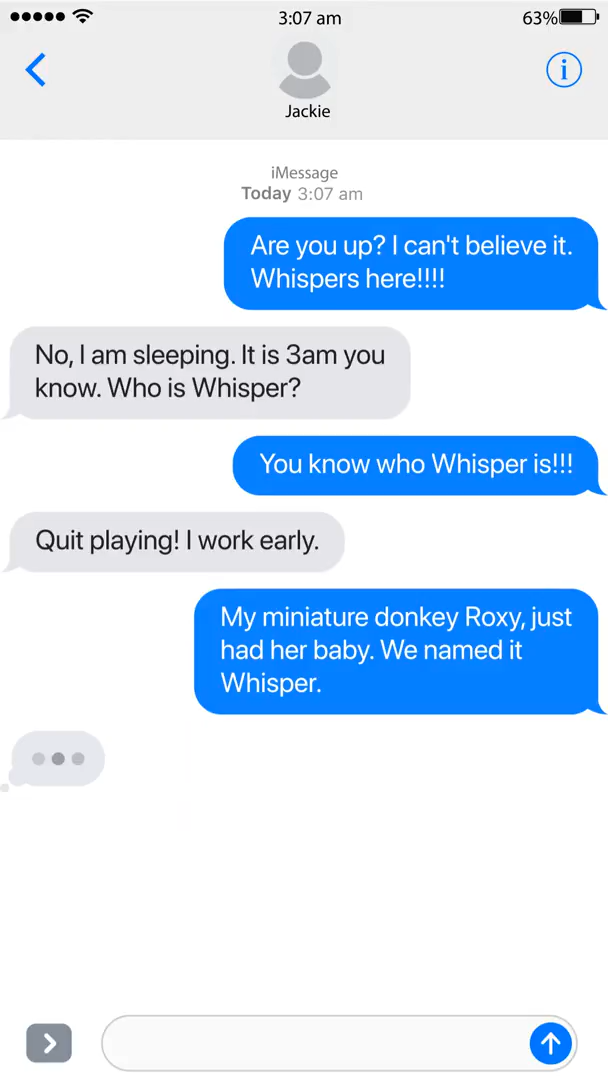 3:07 am
63%
i
Jackie
iMessage
Today 3:07 am
Are you up? I can't believe it.
Whispers here!!!!
No, I am sleeping. It is 3am you
know. Who is Whisper?
You know who Whisper is!!!
Quit playing! I work early.
My miniature donkey Roxy, just
had her baby. We named it
Whisper.